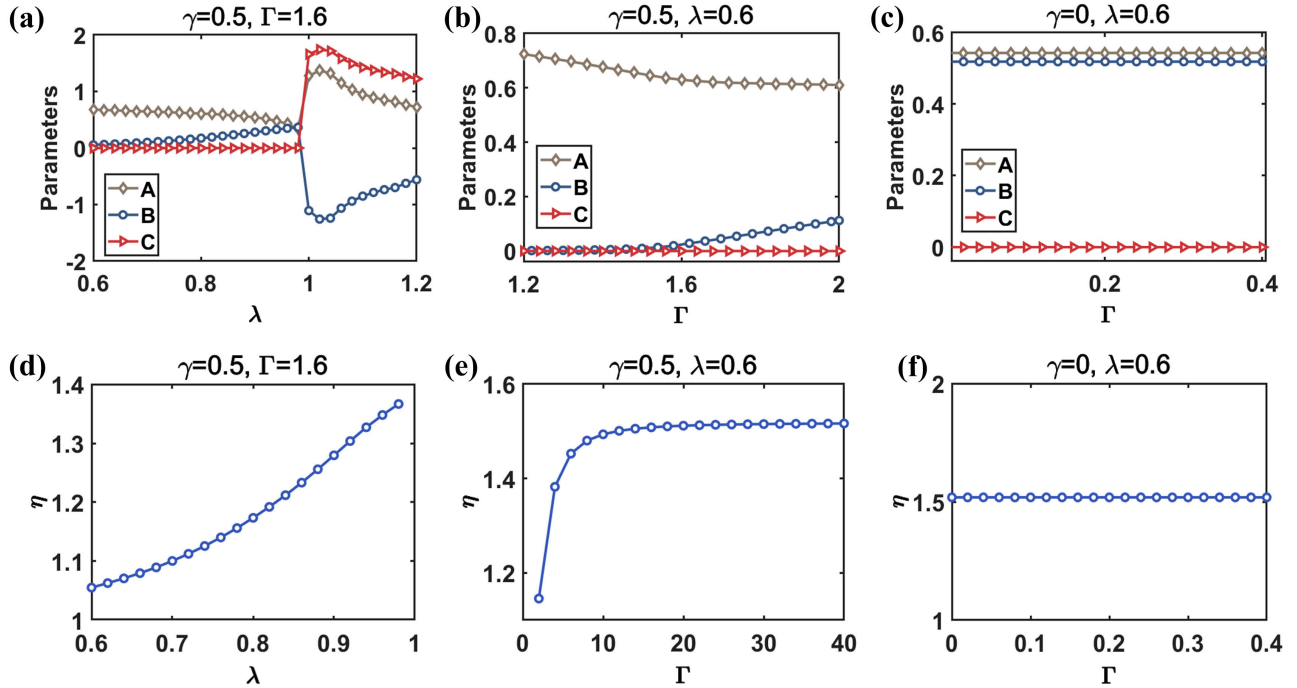 (a) γ=0.5, Γ=1.6
2
1
0
-1
-2
Parameters
A
B
C
0.6 0.8 1 1.2
λ
(b) γ=0.5, λ=0.6
0.8
0.6
0.4
0.2
0
Parameters
A
B
C
1.2 1.6 2
Γ
(c) γ=0, λ=0.6
0.6
0.4
0.2
0
Parameters
A
B
C
0.2 0.4
Γ
(d) γ=0.5, Γ=1.6
1.4
1.3
1.2
1.1
1
η
0.6 0.7 0.8 0.9 1
λ
(e) γ=0.5, λ=0.6
1.6
1.4
1.2
η
0 10 20 30 40
Γ
(f) γ=0, λ=0.6
2
1.5
1
η
0 0.1 0.2 0.3 0.4
Γ